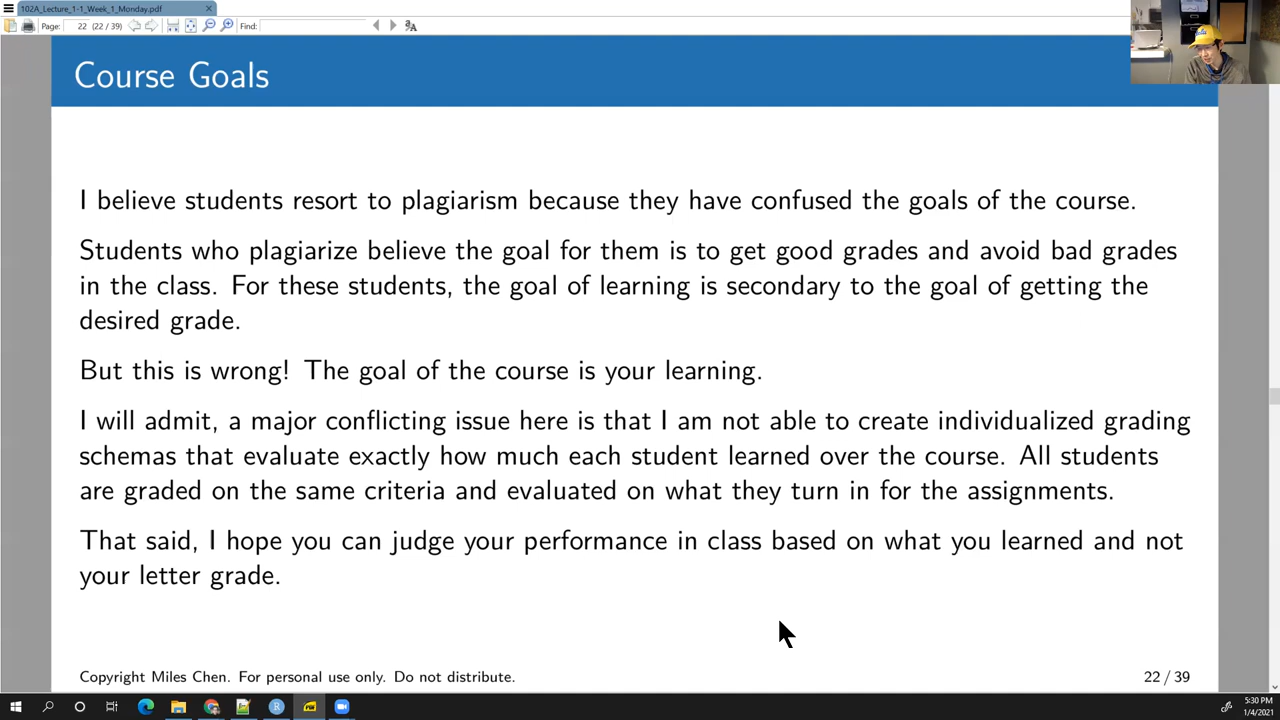 102A_Lecture_1-1_Week_1_Monday.pdf
Page: 22 (22 / 39) Find:
Course Goals
I believe students resort to plagiarism because they have confused the goals of the course.
Students who plagiarize believe the goal for them is to get good grades and avoid bad grades
in the class. For these students, the goal of learning is secondary to the goal of getting the
desired grade.
But this is wrong! The goal of the course is your learning.
I will admit, a major conflicting issue here is that I am not able to create individualized grading
schemas that evaluate exactly how much each student learned over the course. All students
are graded on the same criteria and evaluated on what they turn in for the assignments.
That said, I hope you can judge your performance in class based on what you learned and not
your letter grade.
Copyright Miles Chen. For personal use only. Do not distribute. 22 / 39
5:30 PM
1/4/2021